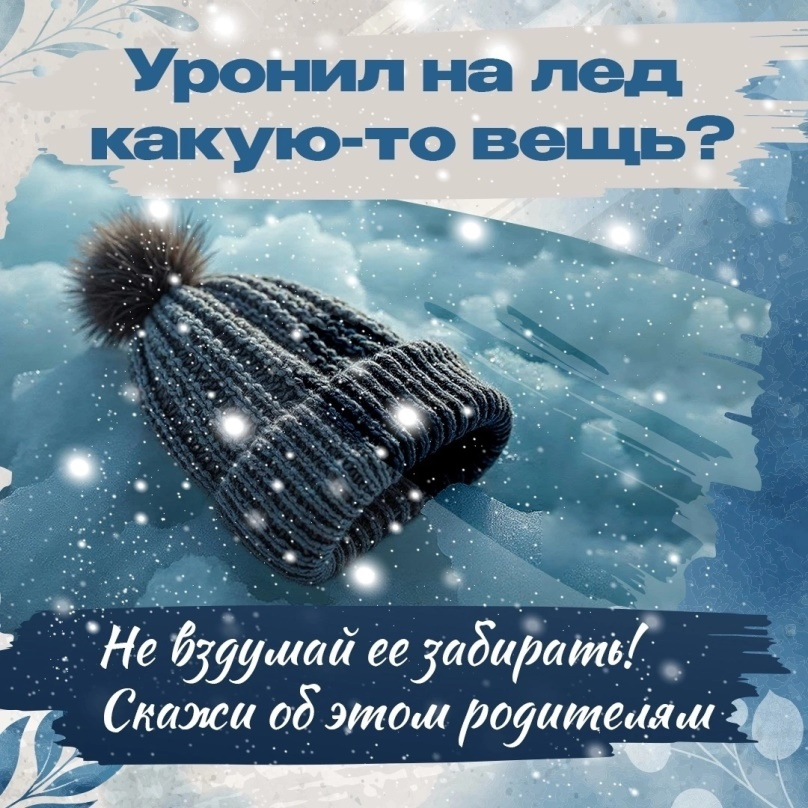 Уронил на лед
какую-то вещь?
Не вздумай ее забирать!
Скажи об этом родителям